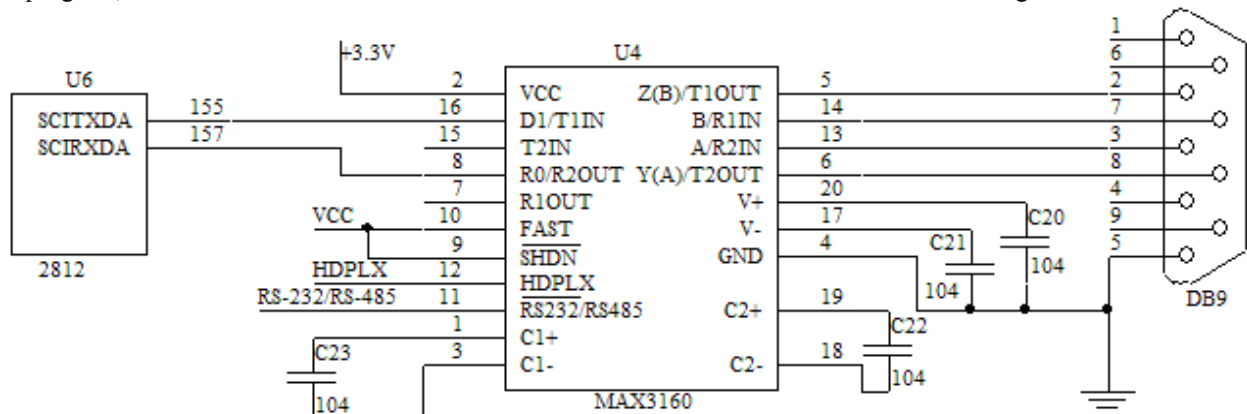 +3.3V
U6
SCITXDA
SCIRXDA
155
157
2812
U4
2
16
15
8
7
10
9
12
11
1
3
VCC
D1/T1IN
T2IN
R0/R2OUT
R1OUT
FAST
SHDN
HDPLX
RS232/RS485
C1+
C1-
Z(B)/T1OUT
B/R1IN
A/R2IN
Y(A)/T2OUT
V+
V-
GND
C2+
C2-
5
14
13
6
20
17
4
19
18
MAX3160
VCC
HDPLX
RS-232/RS-485
C23
104
C20
104
C21
104
C22
104
1
6
2
7
3
8
4
9
5
DB9